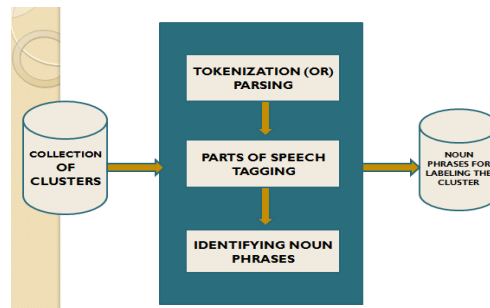 COLLECTION
OF
CLUSTERS
TOKENIZATION (OR)
PARSING
PARTS OF SPEECH
TAGGING
IDENTIFYING NOUN
PHRASES
NOUN
PHRASES FOR
LABELING THE
CLUSTER